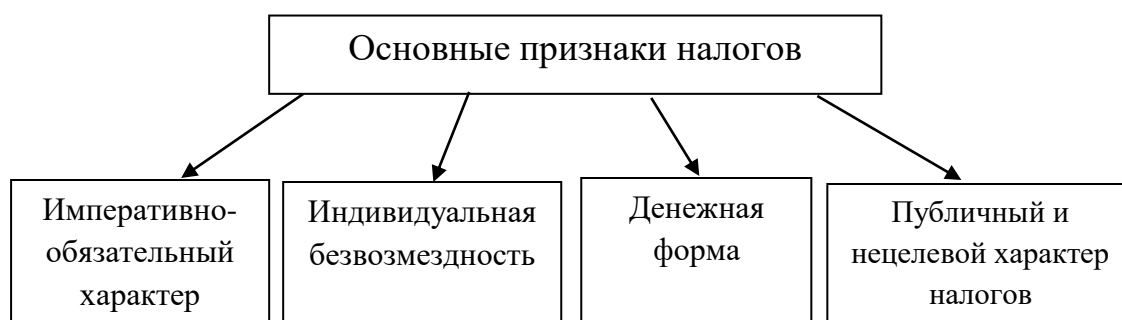 Основные признаки налогов
Императивно-
обязательный
характер
Индивидуальная
безвозмездность
Денежная
форма
Публичный и
нецелевой характер
налогов